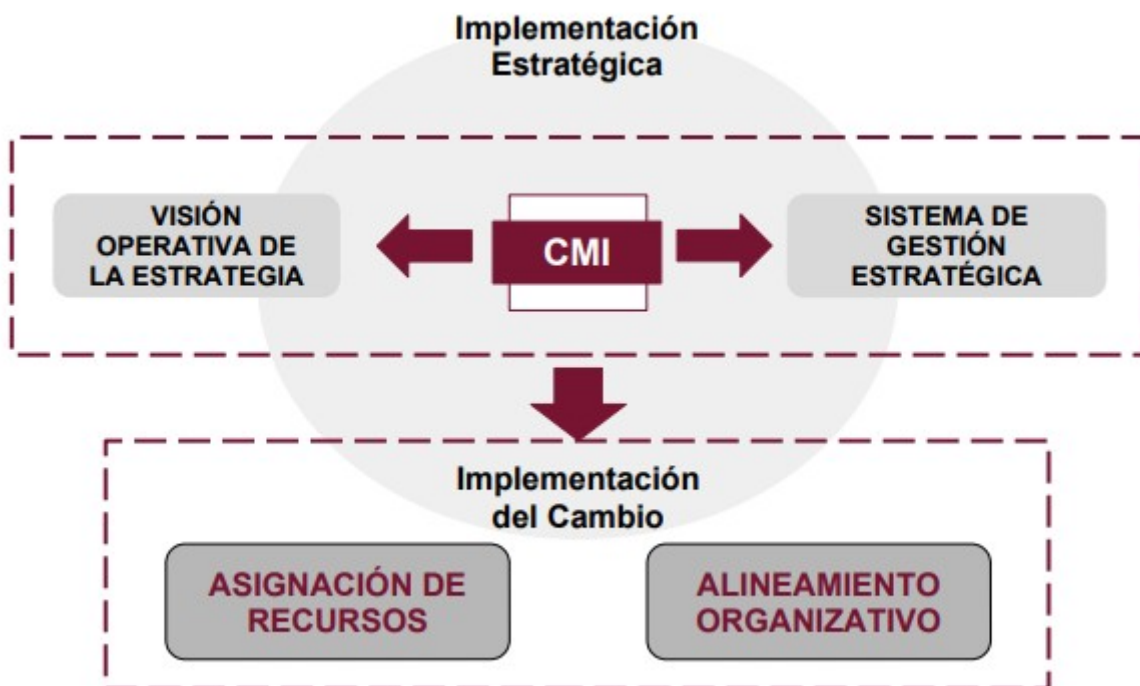 Implementación
Estratégica
VISIÓN
OPERATIVA DE
LA ESTRATEGIA
CMI
SISTEMA DE
GESTIÓN
ESTRATÉGICA
Implementación
del Cambio
ASIGNACIÓN DE
RECURSOS
ALINEAMIENTO
ORGANIZATIVO